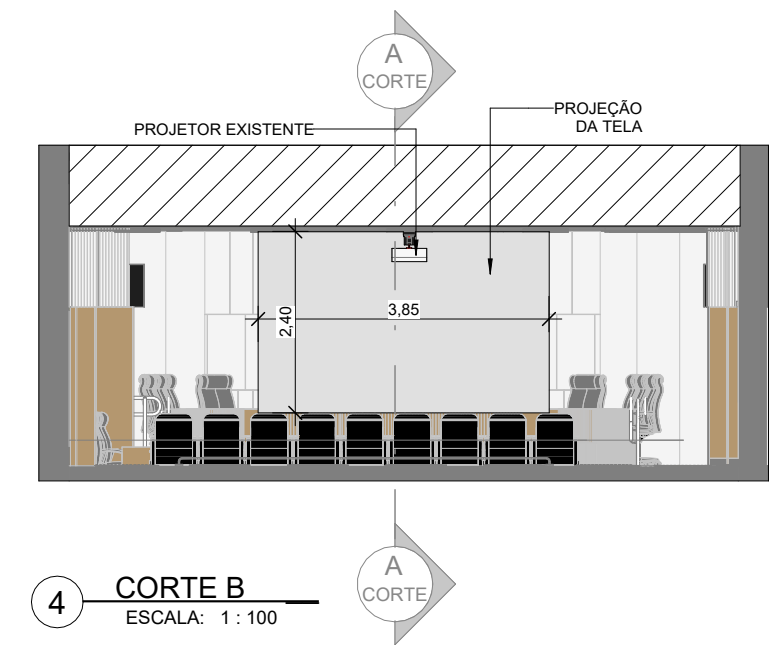 A
CORTE
PROJEÇÃO
DA TELA
PROJETOR EXISTENTE
3,85
2,40
A
CORTE
4
CORTE B
ESCALA: 1 : 100